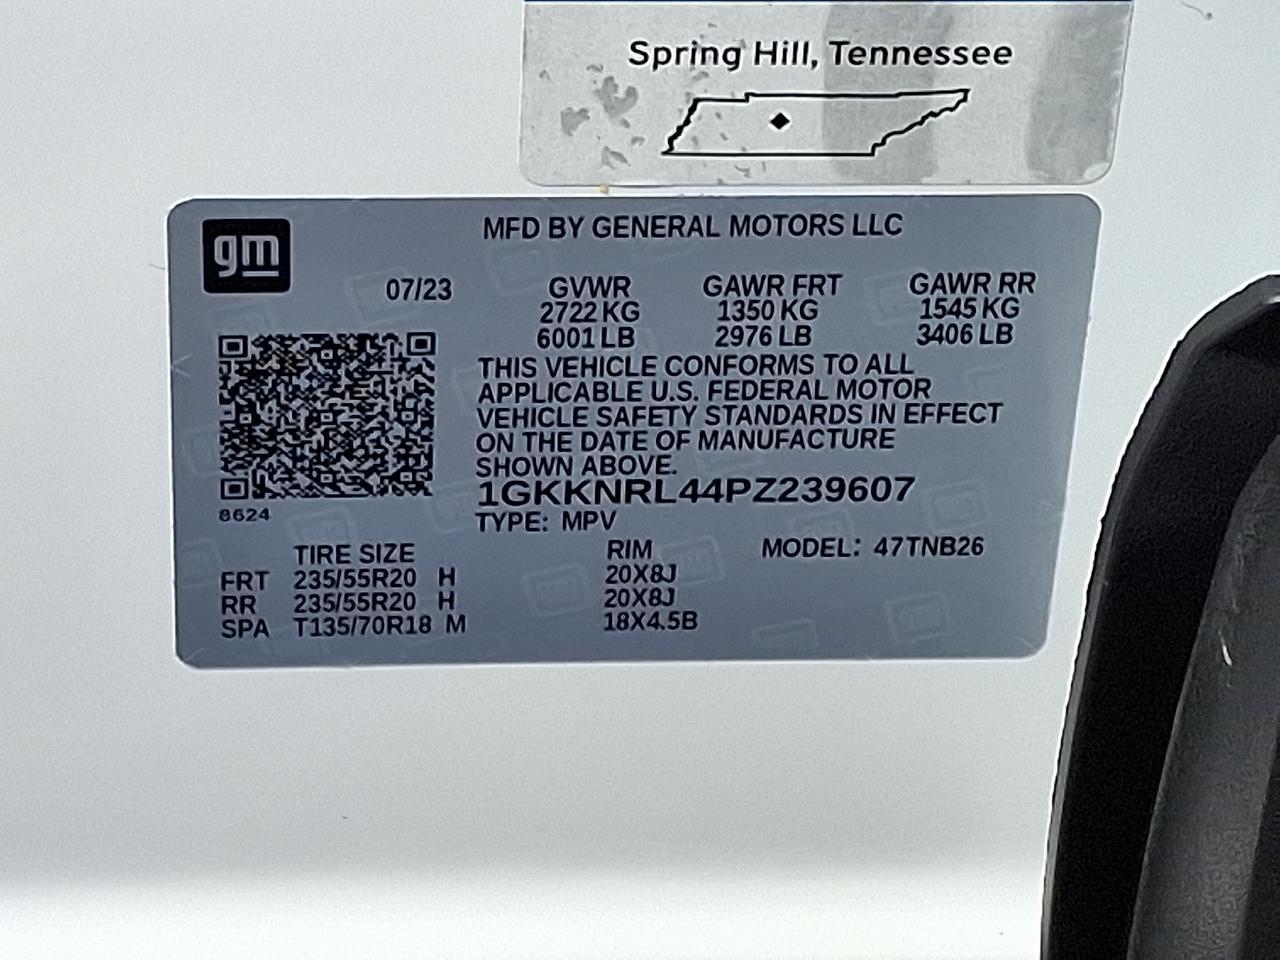 Spring Hill, Tennessee
gm
MFD BY GENERAL MOTORS LLC
07/23 GVWR GAWR FRT GAWR RR
2722 KG 1350 KG 1545 KG
6001 LB 2976 LB 3406 LB
THIS VEHICLE CONFORMS TO ALL
APPLICABLE U.S. FEDERAL MOTOR
VEHICLE SAFETY STANDARDS IN EFFECT
ON THE DATE OF MANUFACTURE
SHOWN ABOVE.
1GKKNRL44PZ239607
8624
TYPE: MPV
TIRE SIZE RIM MODEL: 47TNB26
FRT 235/55R20 H 20X8J
RR 235/55R20 H 20X8J
SPA T135/70R18 M 18X4.5B